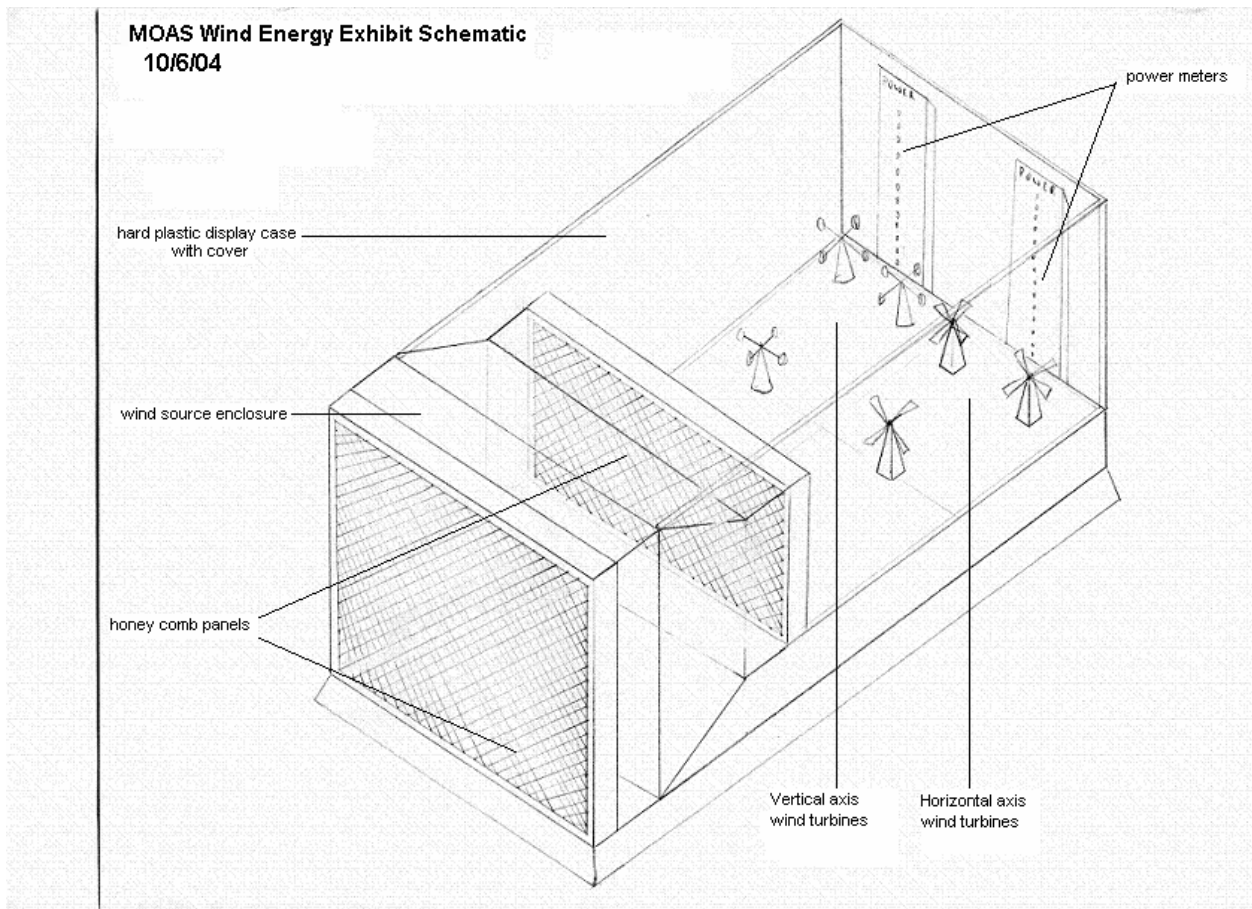 MOAS Wind Energy Exhibit Schematic
10/6/04
power meters
POWER
POWER
hard plastic display case
with cover
wind source enclosure
honey comb panels
Vertical axis
wind turbines
Horizontal axis
wind turbines